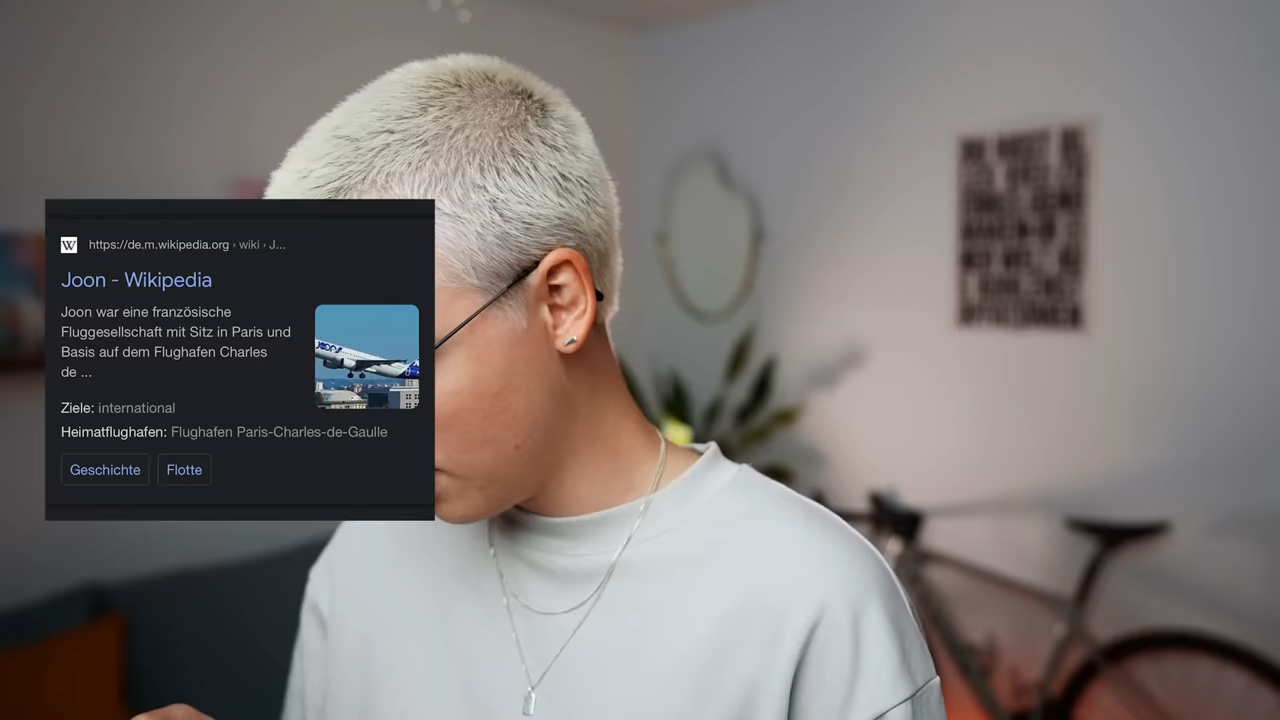 https://de.m.wikipedia.org › wiki › J...
Joon - Wikipedia
Joon war eine französische
Fluggesellschaft mit Sitz in Paris und
Basis auf dem Flughafen Charles
de ...
Ziele: international
Heimatflughafen: Flughafen Paris-Charles-de-Gaulle
Geschichte
Flotte